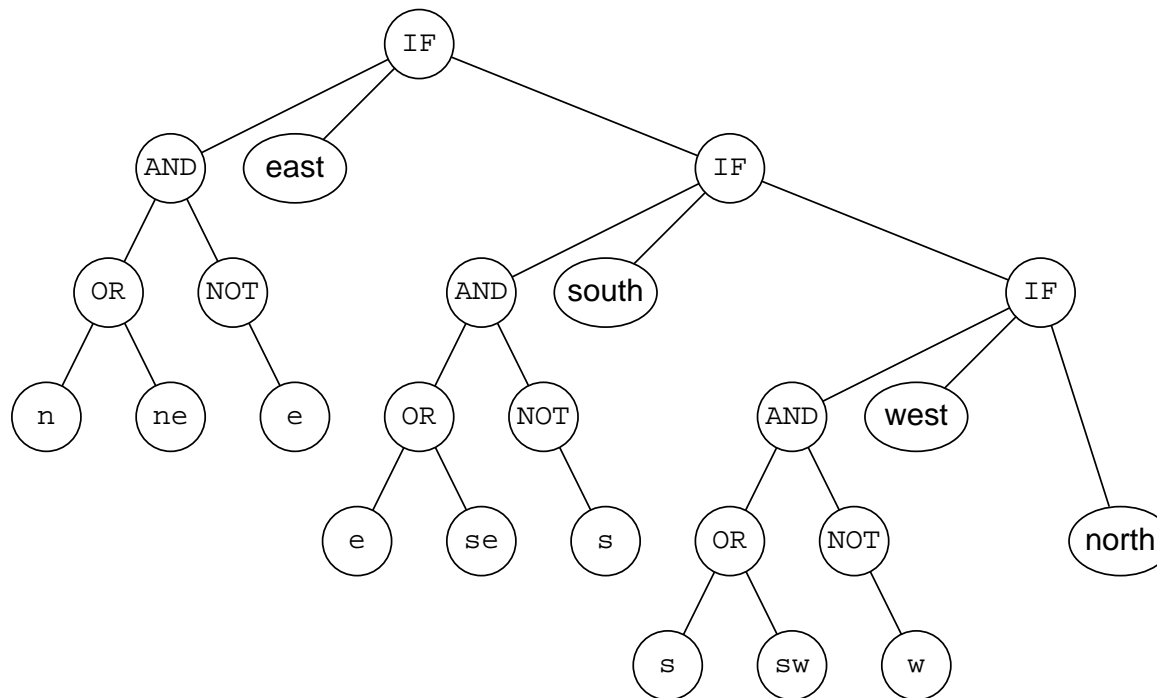 IF
AND east IF
OR NOT AND south IF
n ne e OR NOT AND west
e se s OR NOT north
s sw w